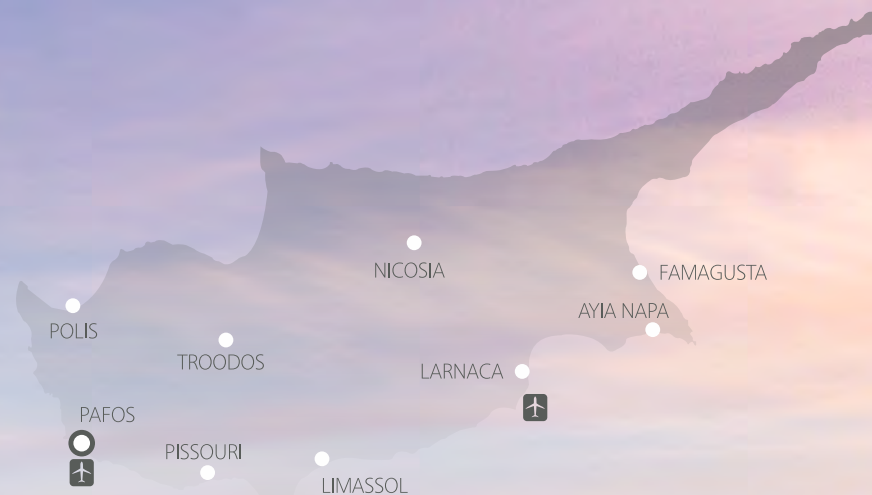 NICOSIA
FAMAGUSTA
AYIA NAPA
POLIS
TROODOS
LARNACA
PAFOS
PISSOURI
LIMASSOL